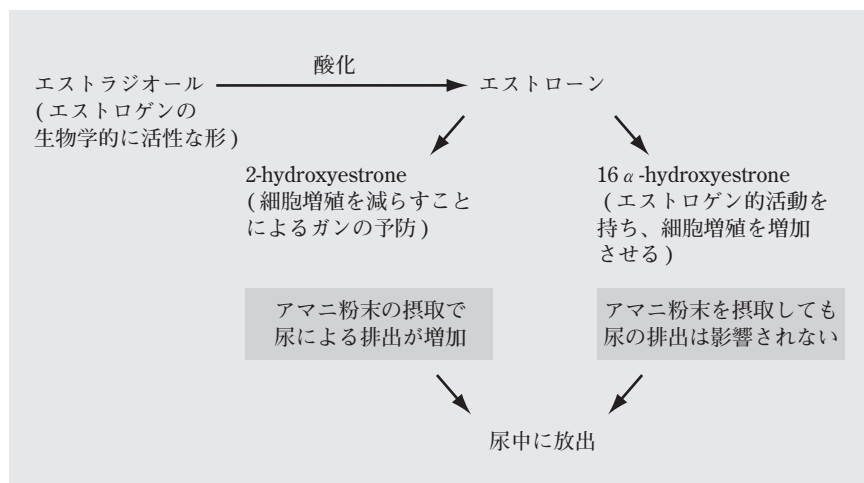 酸化
エストラジオール
エストローン
(エストロゲンの
生物学的に活性な形)
2-hydroxyestrone
(細胞増殖を減らすこと
によるガンの予防)
16α-hydroxyestrone
(エストロゲン的活動を
持ち、細胞増殖を増加
させる)
アマニ粉末の摂取で
尿による排出が増加
アマニ粉末を摂取しても
尿の排出は影響されない
尿中に放出